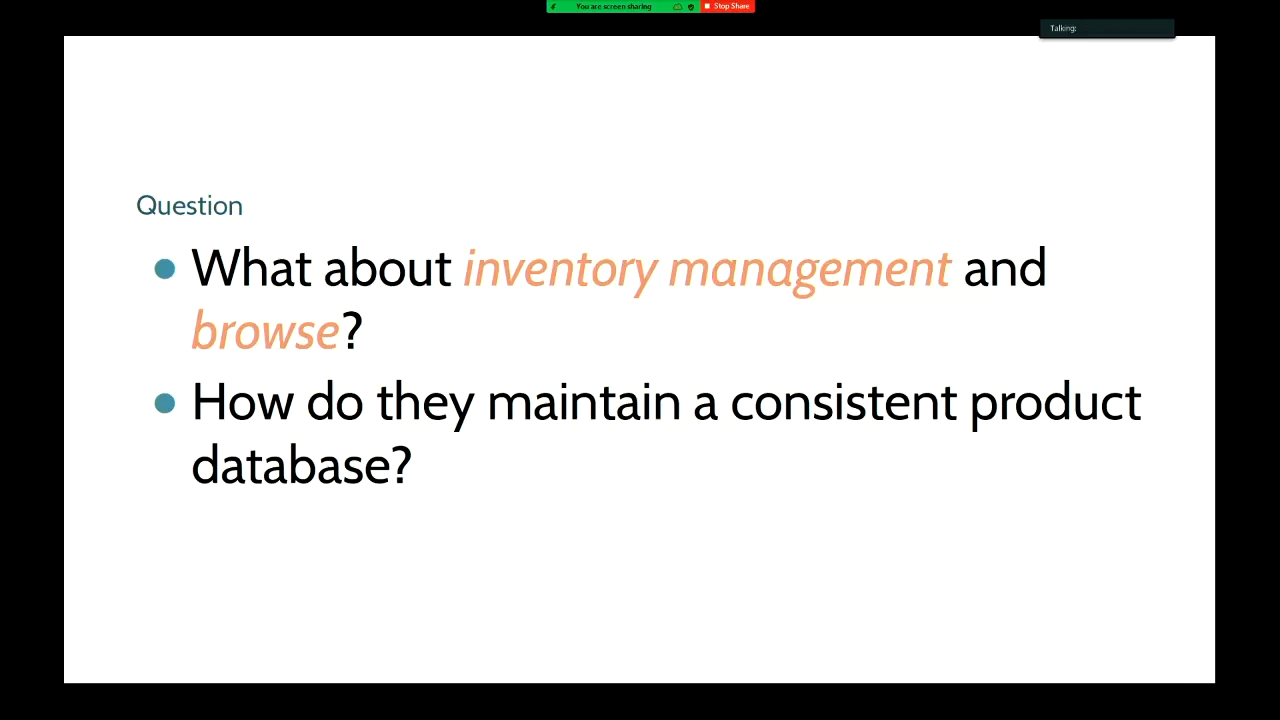 You are screen sharing
Stop Share
Talking:
Question
What about inventory management and
browse?
How do they maintain a consistent product
database?